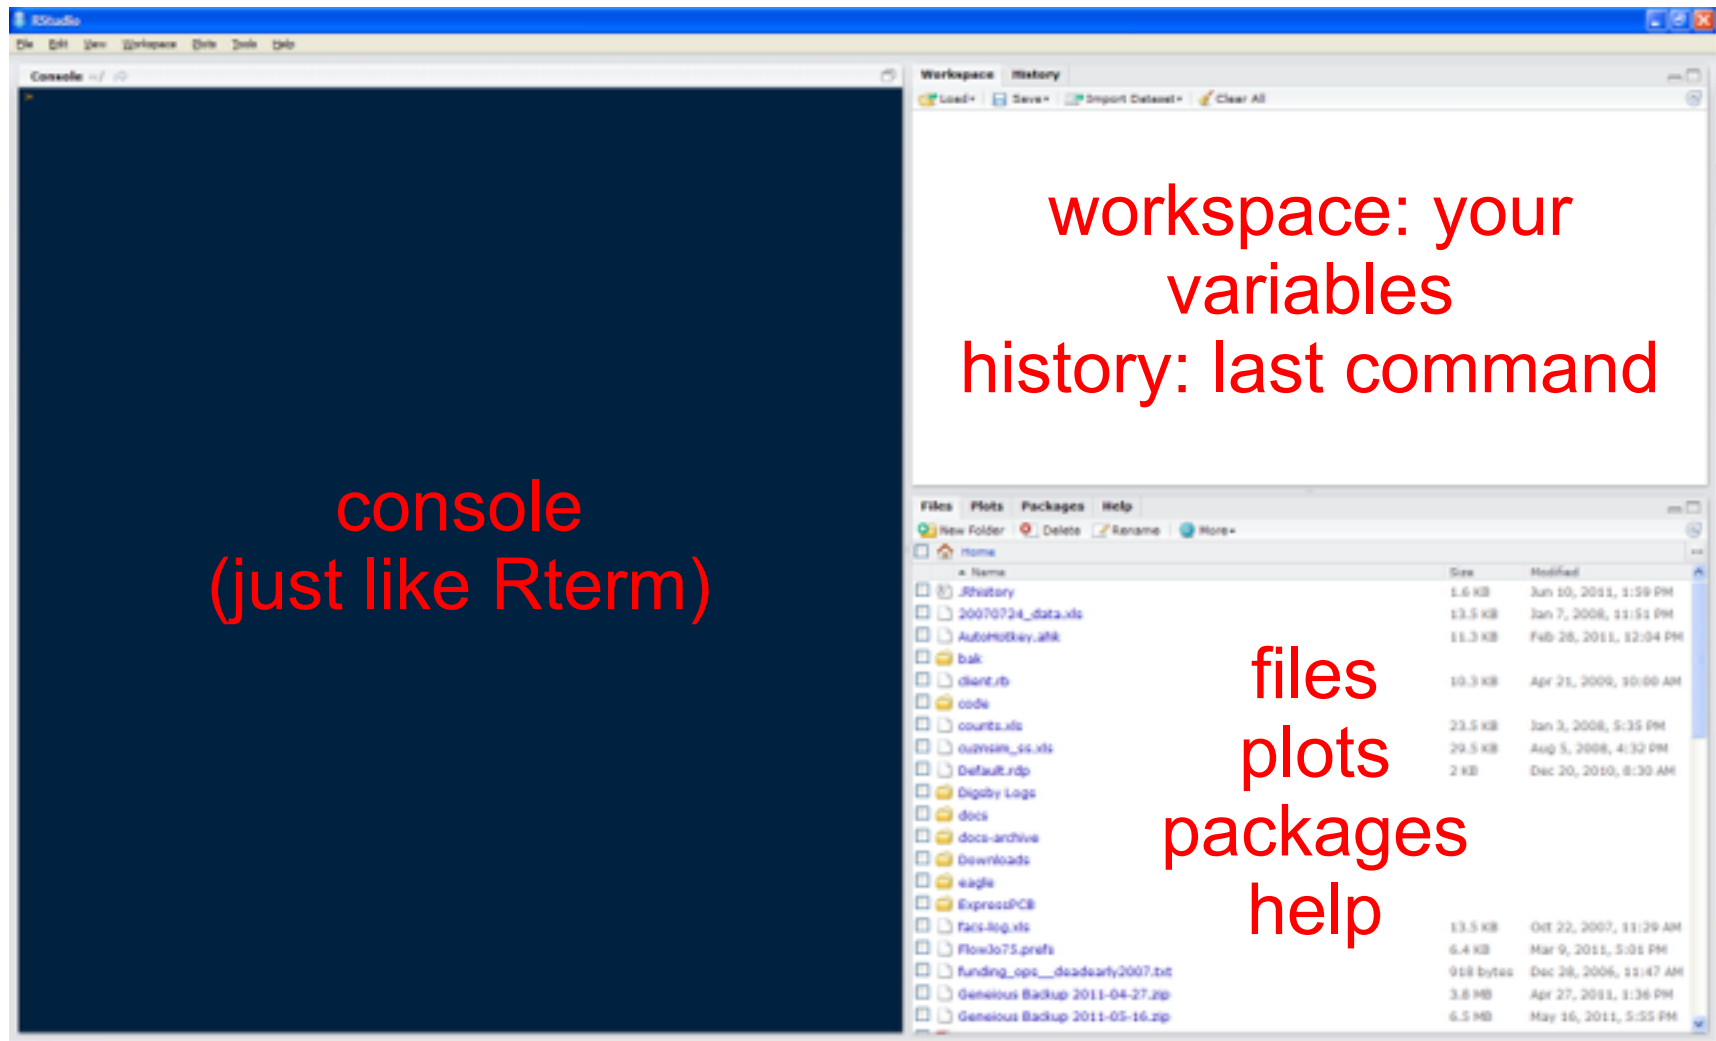 RStudio
File Edit View Workspace Plots Tools Help
Console ~/
>
console
(just like Rterm)
Workspace History
Load Save Import Dataset Clear All
workspace: your
variables
history: last command
Files Plots Packages Help
New Folder Delete Rename More
Home
Name Size Modified
.Rhistory 1.6 KB Jun 10, 2011, 1:59 PM
20070724_data.xls 13.5 KB Jan 7, 2008, 11:51 PM
AutoHotkey.ahk 11.3 KB Feb 28, 2011, 12:04 PM
bak
client.rb 10.3 KB Apr 21, 2009, 10:00 AM
code
counts.xls 23.5 KB Jan 3, 2008, 5:35 PM
29.5 KB Aug 5, 2008, 4:32 PM
Default.rdp 2 KB Dec 20, 2010, 8:30 AM
Digsby Logs
docs
docs-archive
Downloads
eagle
ExpressPCB
facs-log.xls 13.5 KB Oct 22, 2007, 11:29 AM
FlowJo75.prefs 6.4 KB Mar 9, 2011, 5:01 PM
funding_ops__deadearly2007.txt 918 bytes Dec 28, 2006, 11:47 AM
Geneious Backup 2011-04-27.zip 3.8 MB Apr 27, 2011, 1:36 PM
Geneious Backup 2011-05-16.zip 6.5 MB May 16, 2011, 5:55 PM
files
plots
packages
help